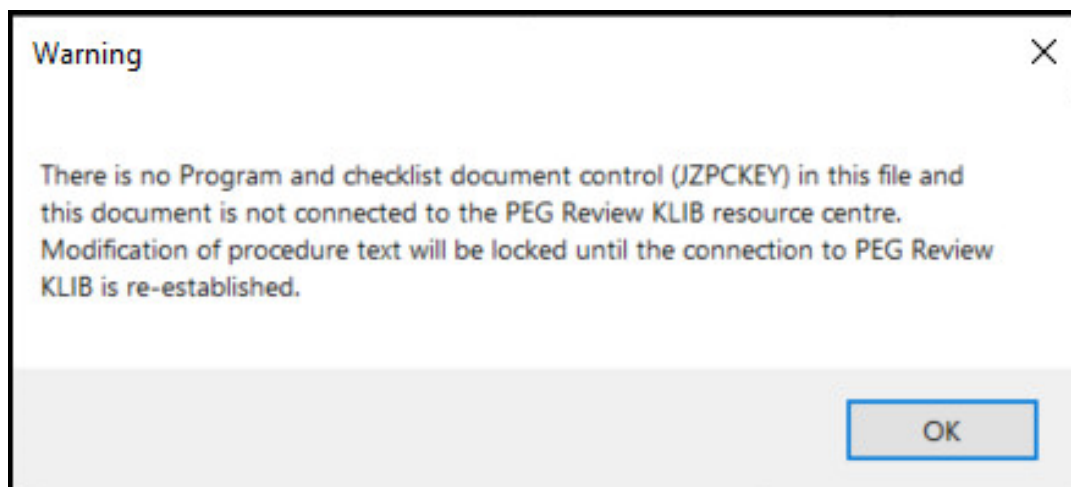 Warning
There is no Program and checklist document control (JZPCKEY) in this file and
this document is not connected to the PEG Review KLIB resource centre.
Modification of procedure text will be locked until the connection to PEG Review
KLIB is re-established.
OK